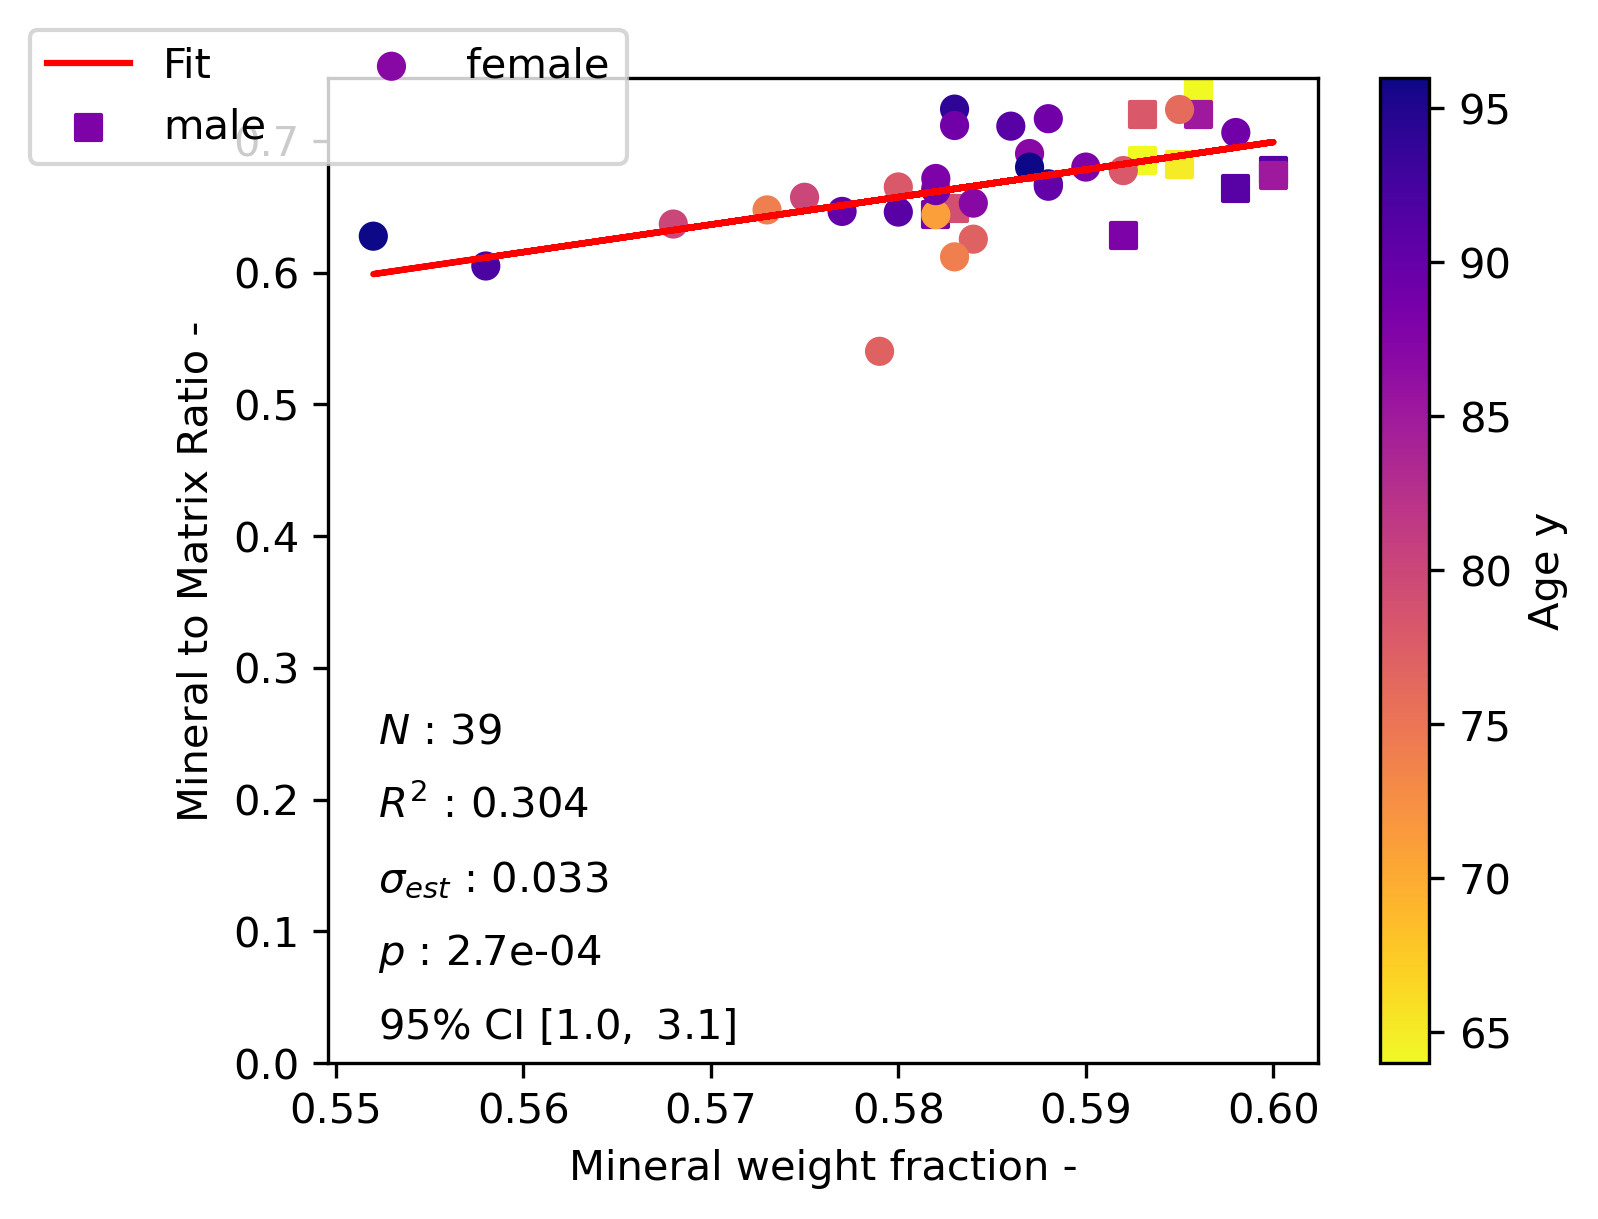 Fit
female
male
0.7
0.6
0.5
0.4
0.3
0.2
0.1
0.0
Mineral to Matrix Ratio -
N : 39
R² : 0.304
σ_est : 0.033
p : 2.7e-04
95% CI [1.0, 3.1]
0.55 0.56 0.57 0.58 0.59 0.60
Mineral weight fraction -
95
90
85
80
75
70
65
Age y